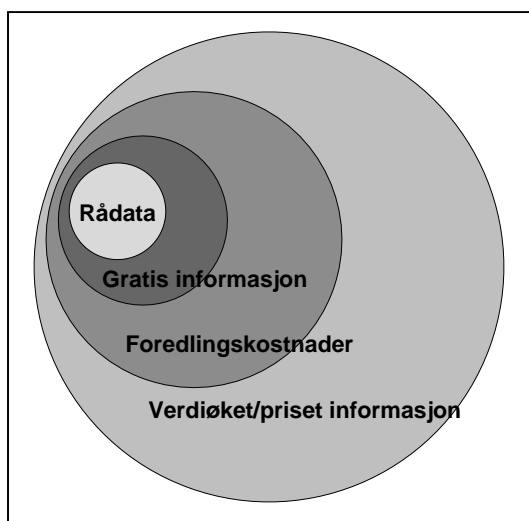 Rådata
Gratis informasjon
Foredlingskostnader
Verdiøket/priset informasjon